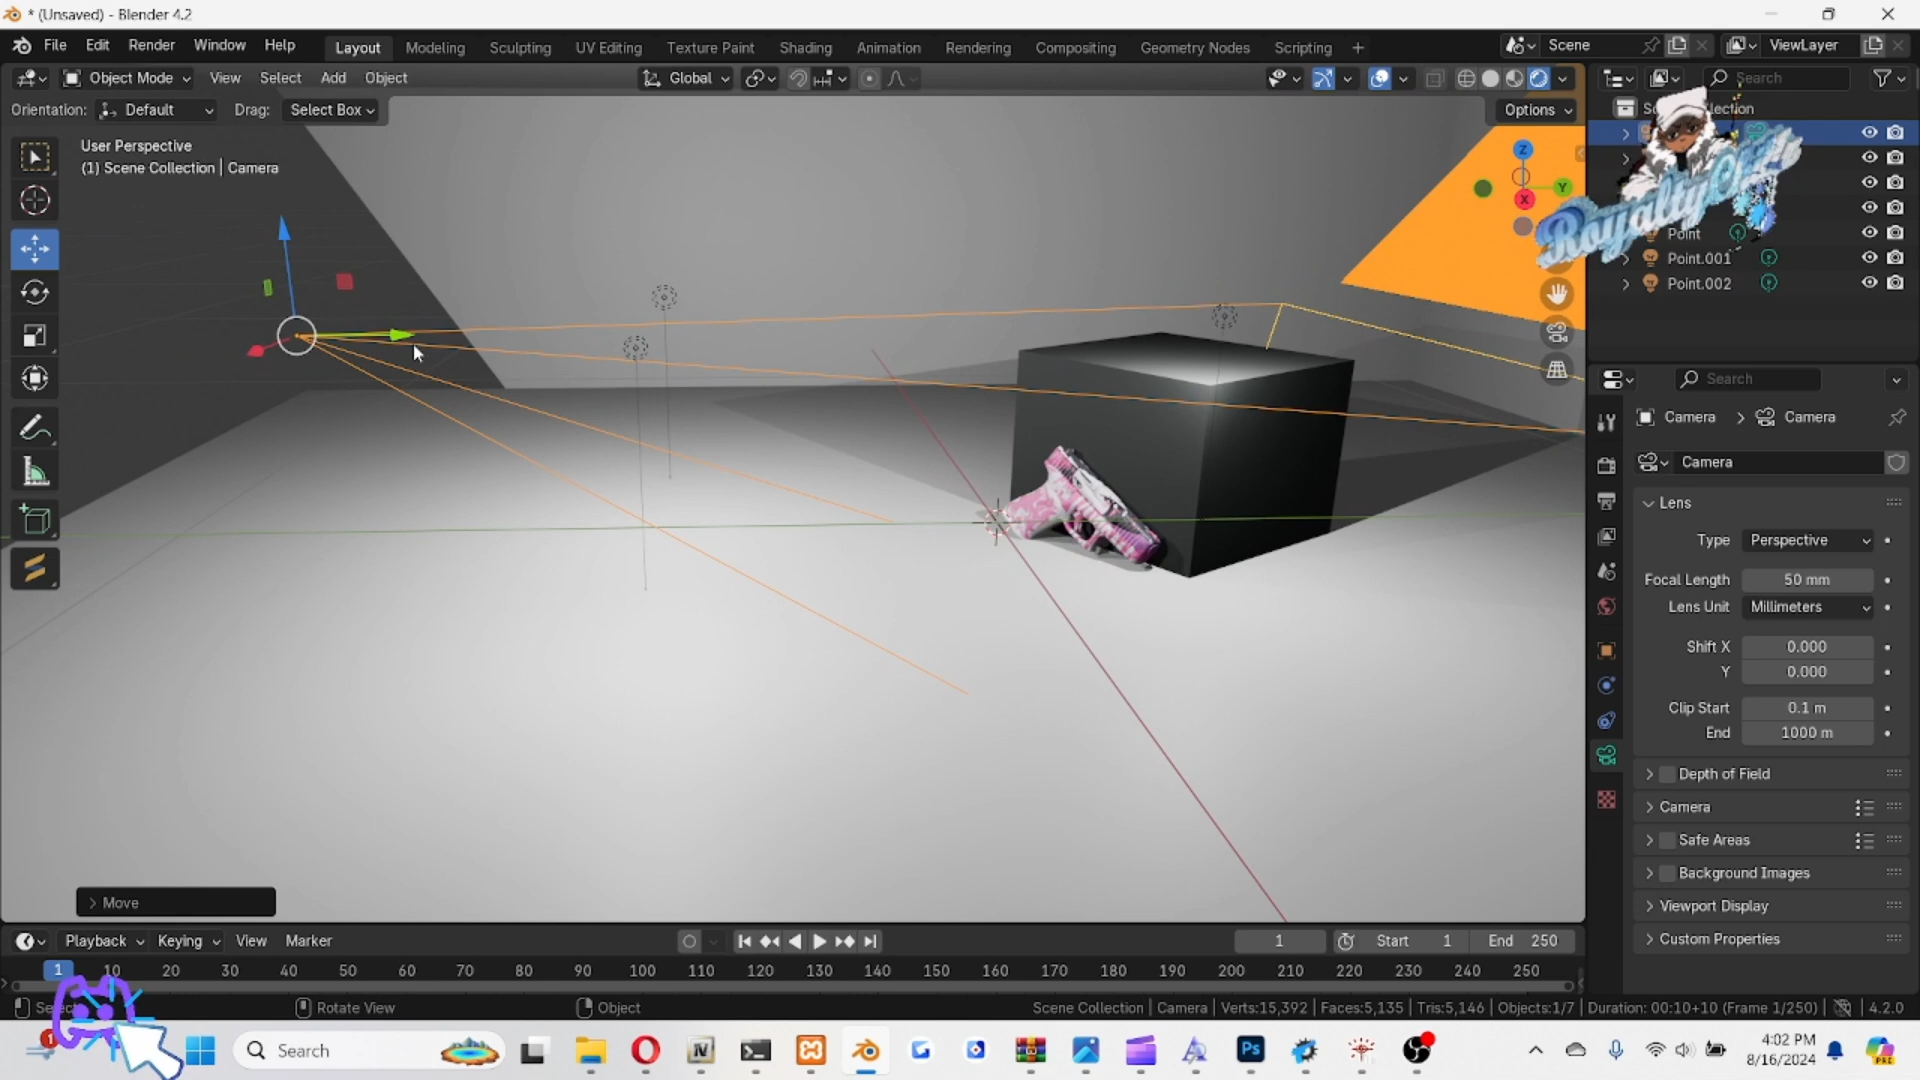 * (Unsaved) - Blender 4.2
File Edit Render Window Help
Layout Modeling Sculpting UV Editing Texture Paint Shading Animation Rendering Compositing Geometry Nodes Scripting +
Scene
ViewLayer
Object Mode View Select Add Object
Global
Search
Orientation: Default Drag: Select Box
Options
User Perspective
(1) Scene Collection | Camera
Z
Y
X
RoyaltyOfii
Point
Point.001
Point.002
Search
Camera > Camera
Camera
Lens
Type Perspective
Focal Length 50 mm
Lens Unit Millimeters
Shift X 0.000
Y 0.000
Clip Start 0.1 m
End 1000 m
Depth of Field
Camera
Safe Areas
Background Images
Viewport Display
Custom Properties
Move
Playback Keying View Marker
1
Start 1
End 250
1 10 20 30 40 50 60 70 80 90 100 110 120 130 140 150 160 170 180 190 200 210 220 230 240 250
Rotate View
Object
Scene Collection | Camera | Verts:15,392 | Faces:5,135 | Tris:5,146 | Objects:1/7 | Duration: 00:10+10 (Frame 1/250) | 4.2.0
Search
Ps
4:02 PM
8/16/2024
PRE